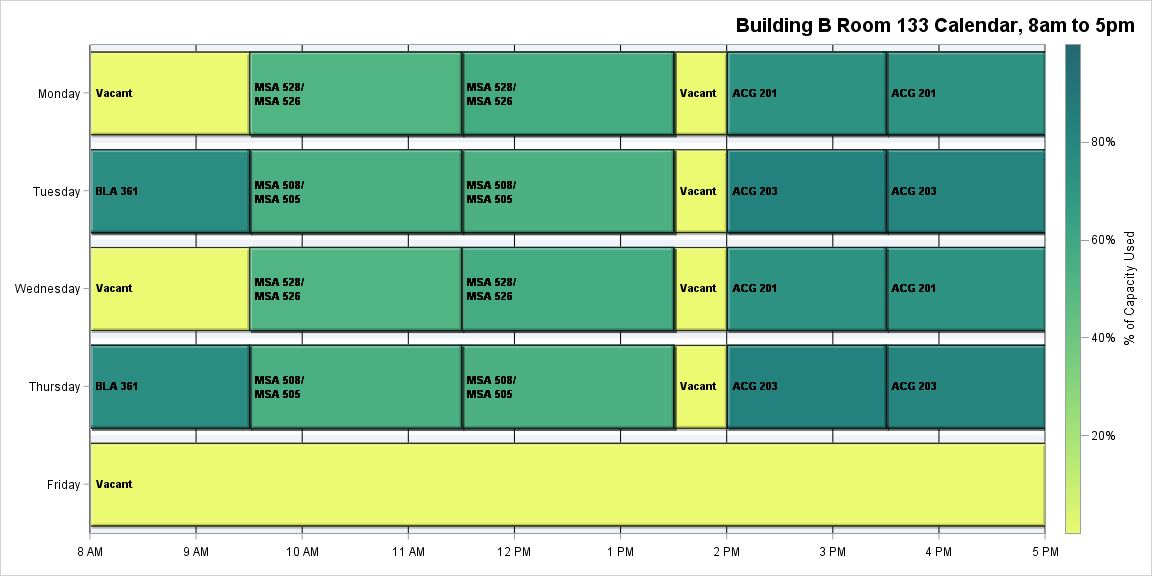 Building B Room 133 Calendar, 8am to 5pm
Monday
Vacant
MSA 528/
MSA 526
MSA 528/
MSA 526
Vacant
ACG 201
ACG 201
Tuesday
BLA 361
MSA 508/
MSA 505
MSA 508/
MSA 505
Vacant
ACG 203
ACG 203
Wednesday
Vacant
MSA 528/
MSA 526
MSA 528/
MSA 526
Vacant
ACG 201
ACG 201
Thursday
BLA 361
MSA 508/
MSA 505
MSA 508/
MSA 505
Vacant
ACG 203
ACG 203
Friday
Vacant
8 AM 9 AM 10 AM 11 AM 12 PM 1 PM 2 PM 3 PM 4 PM 5 PM
80%
60%
40%
20%
% of Capacity Used